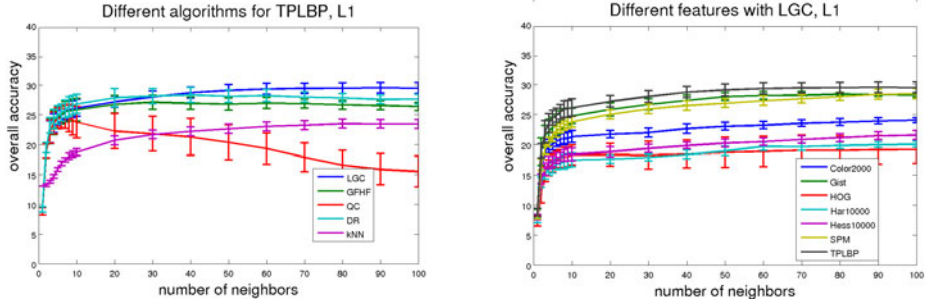 Different algorithms for TPLBP, L1
overall accuracy
40
35
30
25
20
15
10
5
0
LGC
GFHF
QC
DR
kNN
0 10 20 30 40 50 60 70 80 90 100
number of neighbors
Different features with LGC, L1
overall accuracy
40
35
30
25
20
15
10
5
0
Color2000
Gist
HOG
Har10000
Hess10000
SPM
TPLBP
0 10 20 30 40 50 60 70 80 90 100
number of neighbors